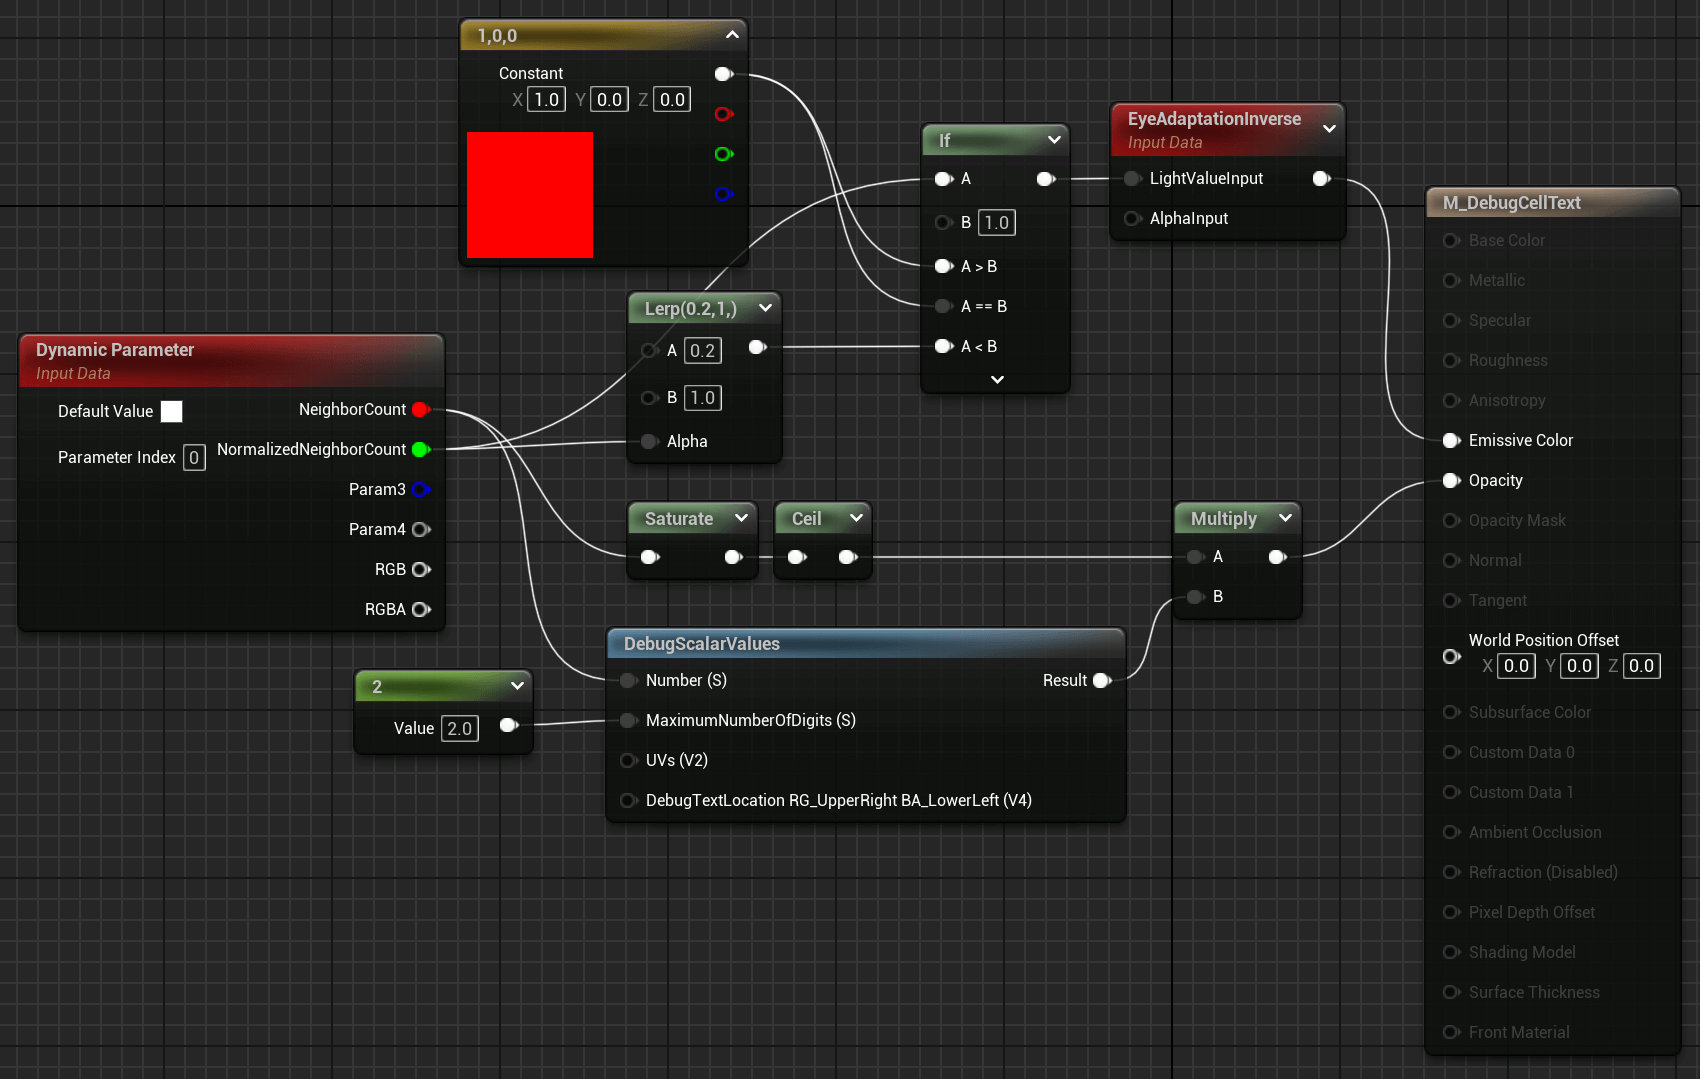 1,0,0
Constant
X 1.0 Y 0.0 Z 0.0
If
A
B 1.0
A > B
A == B
A < B
EyeAdaptationInverse
Input Data
LightValueInput
AlphaInput
Lerp(0.2,1,)
A 0.2
B 1.0
Alpha
Dynamic Parameter
Input Data
Default Value
NeighborCount
Parameter Index 0
NormalizedNeighborCount
Param3
Param4
RGB
RGBA
Saturate
Ceil
Multiply
A
B
2
Value 2.0
DebugScalarValues
Number (S)
Result
MaximumNumberOfDigits (S)
UVs (V2)
DebugTextLocation RG_UpperRight BA_LowerLeft (V4)
M_DebugCellText
Base Color
Metallic
Specular
Roughness
Anisotropy
Emissive Color
Opacity
Opacity Mask
Normal
Tangent
World Position Offset
X 0.0 Y 0.0 Z 0.0
Subsurface Color
Custom Data 0
Custom Data 1
Ambient Occlusion
Refraction (Disabled)
Pixel Depth Offset
Shading Model
Surface Thickness
Front Material